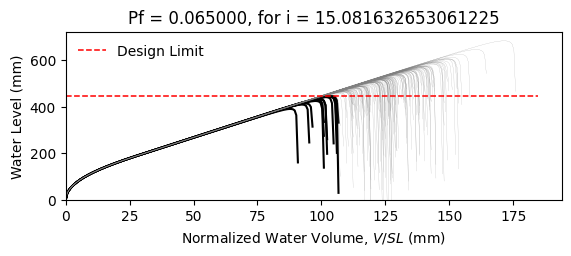 Pf = 0.065000, for i = 15.081632653061225
Design Limit
Water Level (mm)
600
400
200
0
0 25 50 75 100 125 150 175
Normalized Water Volume, V/SL (mm)